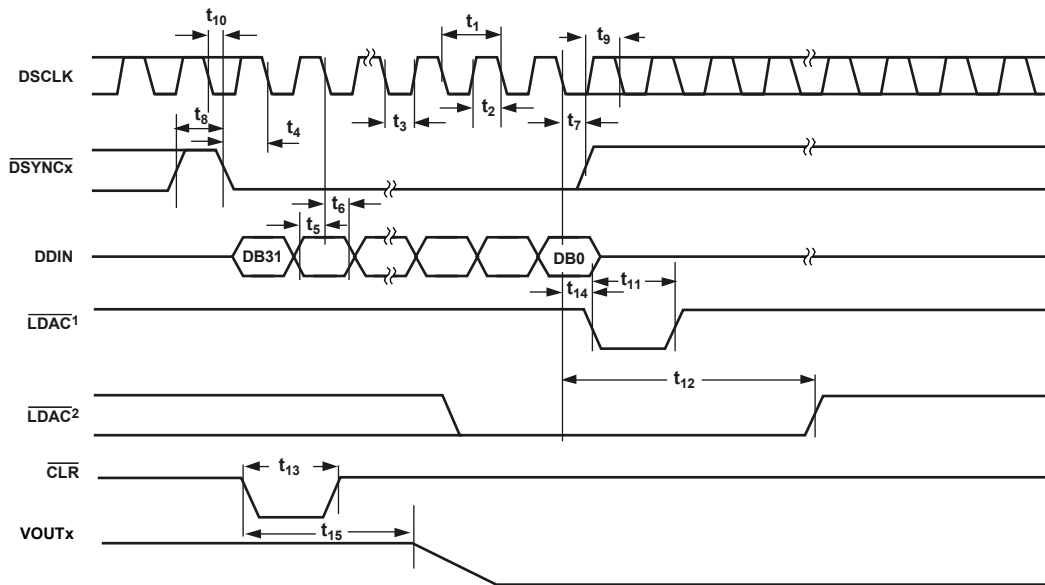 t10
t1
t9
DSCLK
t2
t8
t4
t3
t7
DSYNCx
t6
t5
DDIN
DB31
DB0
t14
t11
LDAC1
t12
LDAC2
CLR
t13
VOUTx
t15